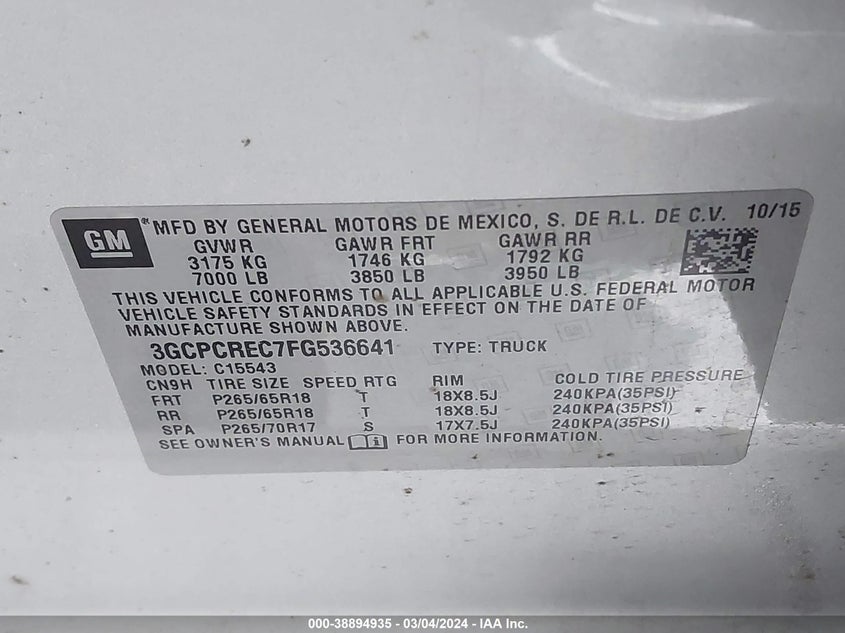 GM
MFD BY GENERAL MOTORS DE MEXICO, S. DE R.L. DE C.V. 10/15
GVWR GAWR FRT GAWR RR
3175 KG 1746 KG 1792 KG
7000 LB 3850 LB 3950 LB
THIS VEHICLE CONFORMS TO ALL APPLICABLE U.S. FEDERAL MOTOR
VEHICLE SAFETY STANDARDS IN EFFECT ON THE DATE OF
MANUFACTURE SHOWN ABOVE.
3GCPCREC7FG536641 TYPE: TRUCK
MODEL: C15543
CN9H TIRE SIZE SPEED RTG RIM COLD TIRE PRESSURE
FRT P265/65R18 T 18X8.5J 240KPA(35PSI)
RR P265/65R18 T 18X8.5J 240KPA(35PSI)
SPA P265/70R17 S 17X7.5J 240KPA(35PSI)
SEE OWNER'S MANUAL FOR MORE INFORMATION.
000-38894935 - 03/04/2024 - IAA Inc.